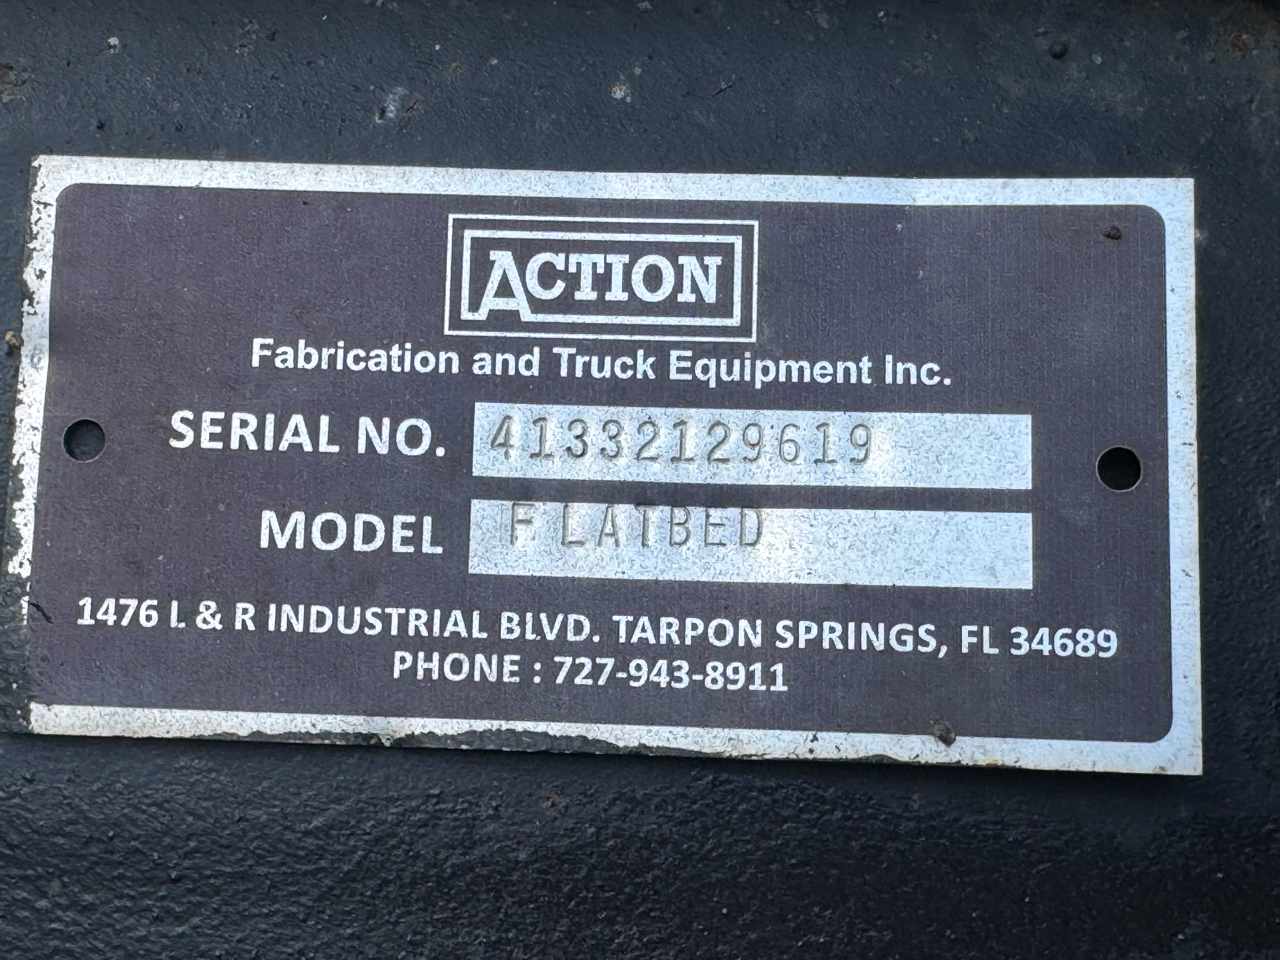 ACTION
Fabrication and Truck Equipment Inc.
SERIAL NO. 41332129619
MODEL FLATBED
1476 L & R INDUSTRIAL BLVD. TARPON SPRINGS, FL 34689
PHONE : 727-943-8911